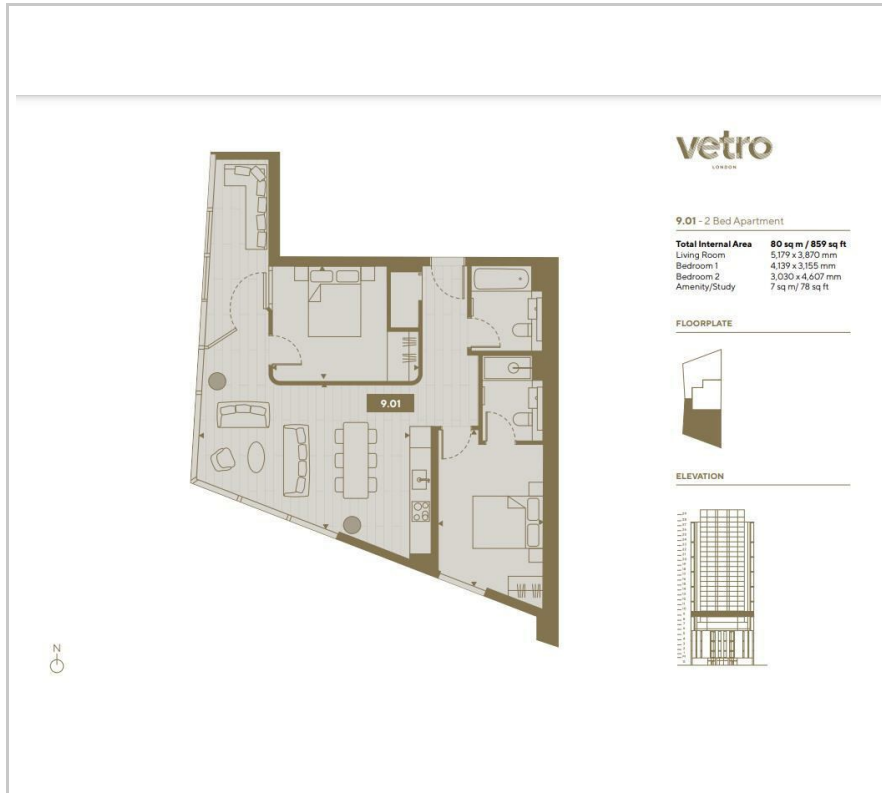 vetro
LONDON
9.01 - 2 Bed Apartment
Total Internal Area 80 sq m / 859 sq ft
Living Room 5,179 x 3,870 mm
Bedroom 1 4,139 x 3,155 mm
Bedroom 2 3,030 x 4,607 mm
Amenity/Study 7 sq m/ 78 sq ft
FLOORPLATE
9.01
ELEVATION
N